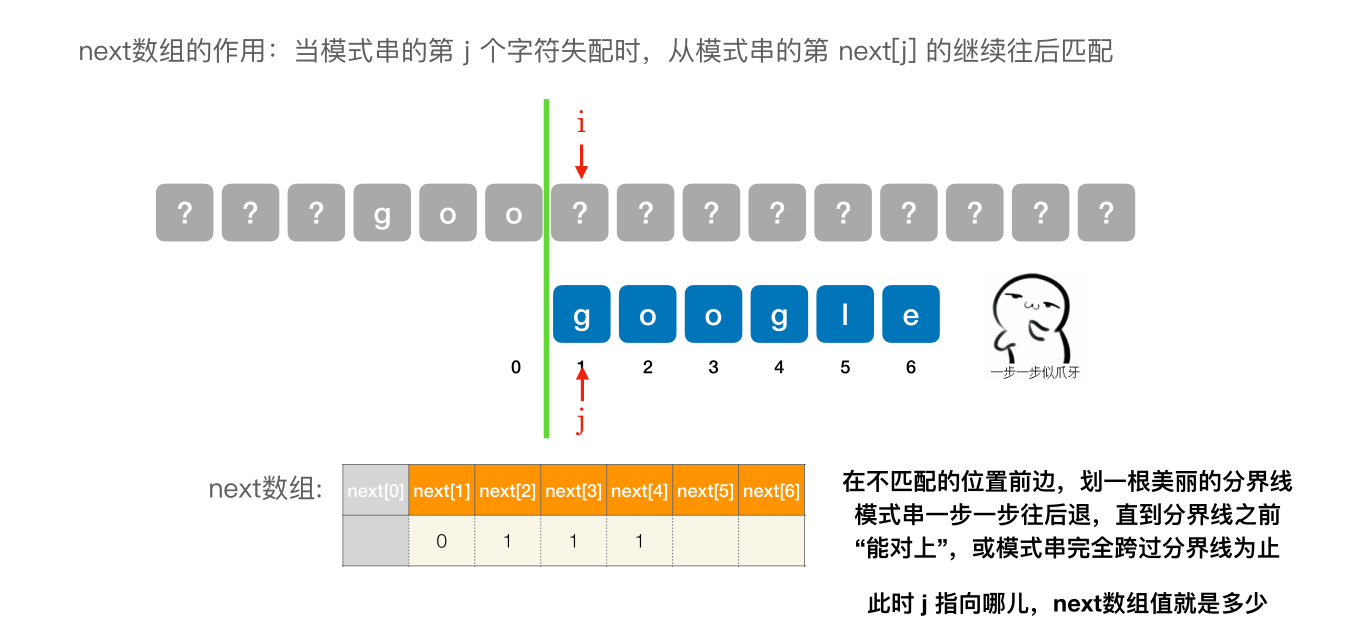 next数组的作用：当模式串的第 j 个字符失配时，从模式串的第 next[j] 的继续往后匹配
i
? ? ? g o o ? ? ? ? ? ? ? ? ?
g o o g l e
0 1 2 3 4 5 6
一步一步似爪牙
j
next数组:
next[0] next[1] next[2] next[3] next[4] next[5] next[6]
0 1 1 1
在不匹配的位置前边，划一根美丽的分界线
模式串一步一步往后退，直到分界线之前
“能对上”，或模式串完全跨过分界线为止
此时 j 指向哪儿，next数组值就是多少